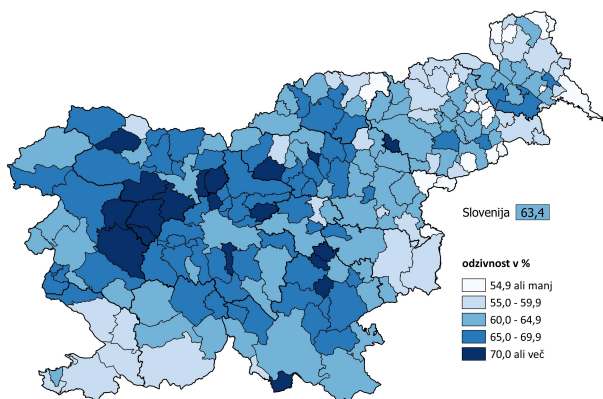 Slovenija 63,4
odzivnost v %
54,9 ali manj
55,0 - 59,9
60,0 - 64,9
65,0 - 69,9
70,0 ali več